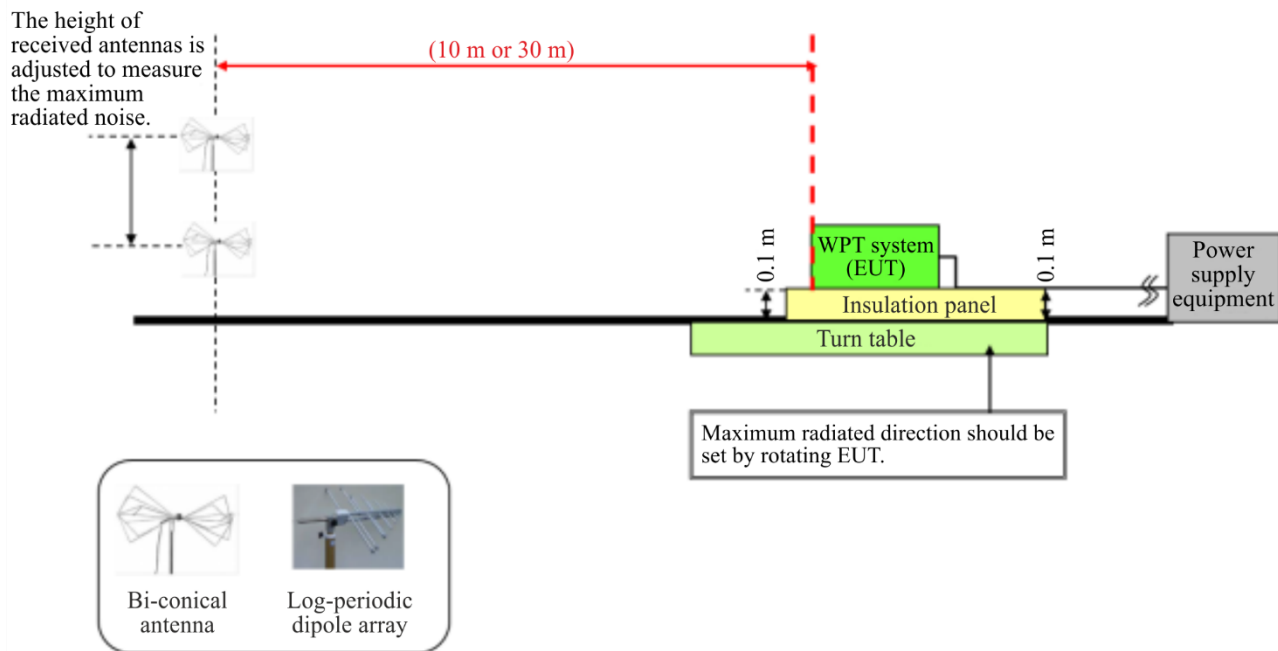 The height of
received antennas is
adjusted to measure
the maximum
radiated noise.
(10 m or 30 m)
0.1 m
WPT system
(EUT)
0.1 m
Power
supply
equipment
Insulation panel
Turn table
Maximum radiated direction should be
set by rotating EUT.
Bi-conical
antenna
Log-periodic
dipole array